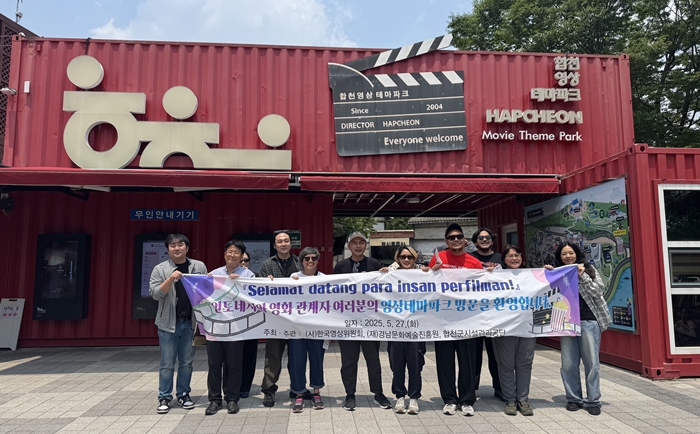 합천
합천영상 테마파크
Since 2004
DIRECTOR HAPCHEON
Everyone welcome
합천
영상
테마파크
HAPCHEON
Movie Theme Park
무인안내기
『Selamat datang para insan perfilman!』
인도네시아 영화 관계자 여러분의 영상테마파크 방문을 환영합니다
일자 : 2025. 5. 27.(화)
주최 · 주관 : (사)한국영상위원회, (재)경남문화예술진흥원, 합천군시설관리공단